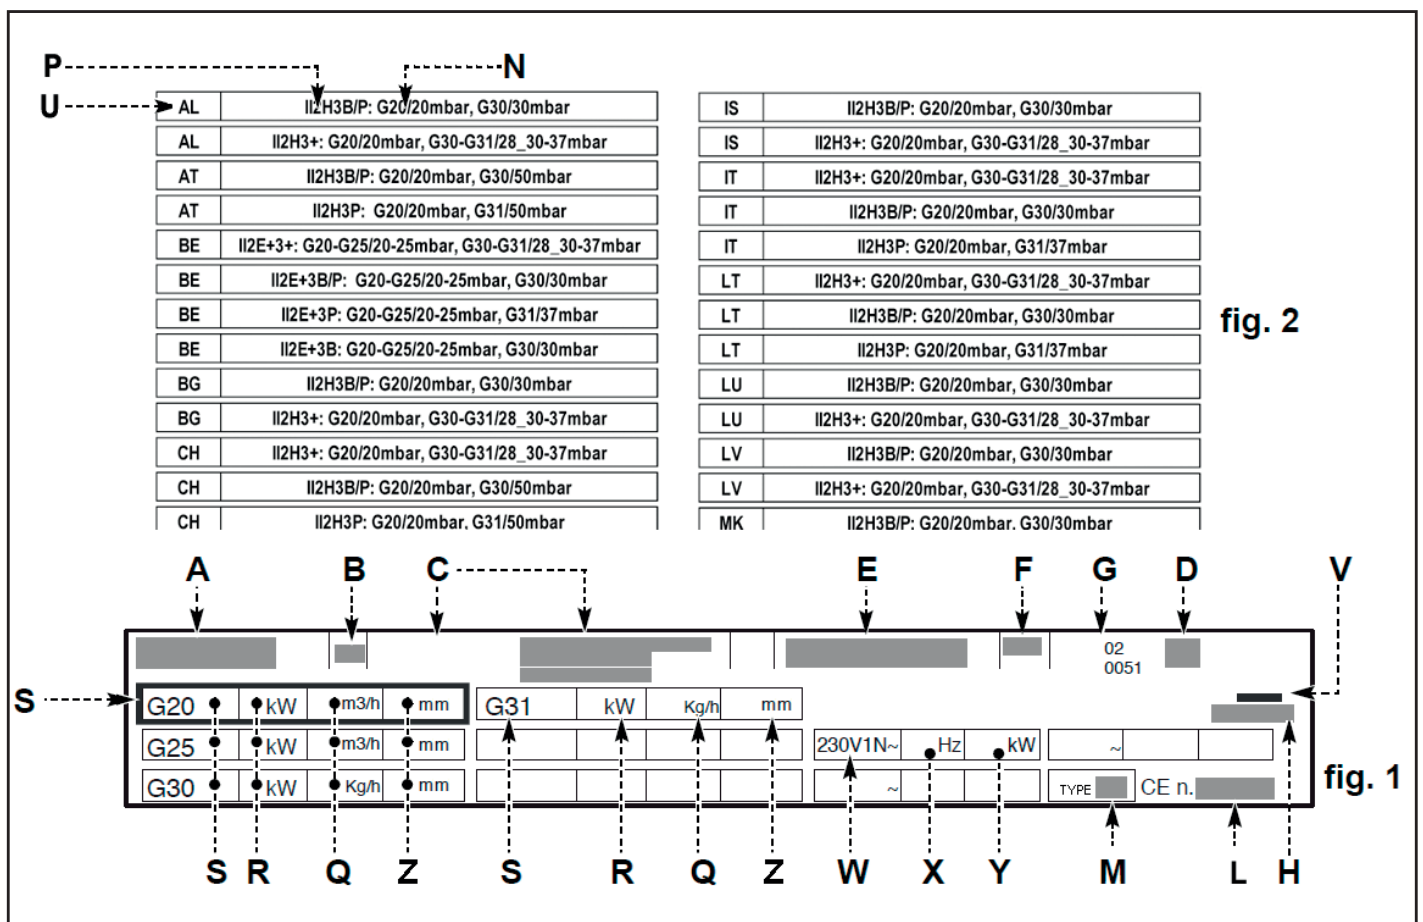 P N
U
AL II2H3B/P: G20/20mbar, G30/30mbar
AL II2H3+: G20/20mbar, G30-G31/28_30-37mbar
AT II2H3B/P: G20/20mbar, G30/50mbar
AT II2H3P: G20/20mbar, G31/50mbar
BE II2E+3+: G20-G25/20-25mbar, G30-G31/28_30-37mbar
BE II2E+3B/P: G20-G25/20-25mbar, G30/30mbar
BE II2E+3P: G20-G25/20-25mbar, G31/37mbar
BE II2E+3B: G20-G25/20-25mbar, G30/30mbar
BG II2H3B/P: G20/20mbar, G30/30mbar
BG II2H3+: G20/20mbar, G30-G31/28_30-37mbar
CH II2H3+: G20/20mbar, G30-G31/28_30-37mbar
CH II2H3B/P: G20/20mbar, G30/50mbar
CH II2H3P: G20/20mbar, G31/50mbar
IS II2H3B/P: G20/20mbar, G30/30mbar
IS II2H3+: G20/20mbar, G30-G31/28_30-37mbar
IT II2H3+: G20/20mbar, G30-G31/28_30-37mbar
IT II2H3B/P: G20/20mbar, G30/30mbar
IT II2H3P: G20/20mbar, G31/37mbar
LT II2H3+: G20/20mbar, G30-G31/28_30-37mbar
LT II2H3B/P: G20/20mbar, G30/30mbar
LT II2H3P: G20/20mbar, G31/37mbar
LU II2H3B/P: G20/20mbar, G30/30mbar
LU II2H3+: G20/20mbar, G30-G31/28_30-37mbar
LV II2H3B/P: G20/20mbar, G30/30mbar
LV II2H3+: G20/20mbar, G30-G31/28_30-37mbar
MK II2H3B/P: G20/20mbar, G30/30mbar
fig. 2
A B C E F G D V
02
0051
S G20 kW m3/h mm G31 kW Kg/h mm
G25 kW m3/h mm 230V1N~ Hz kW ~
G30 kW Kg/h mm ~ TYPE CE n.
fig. 1
S R Q Z S R Q Z W X Y M L H